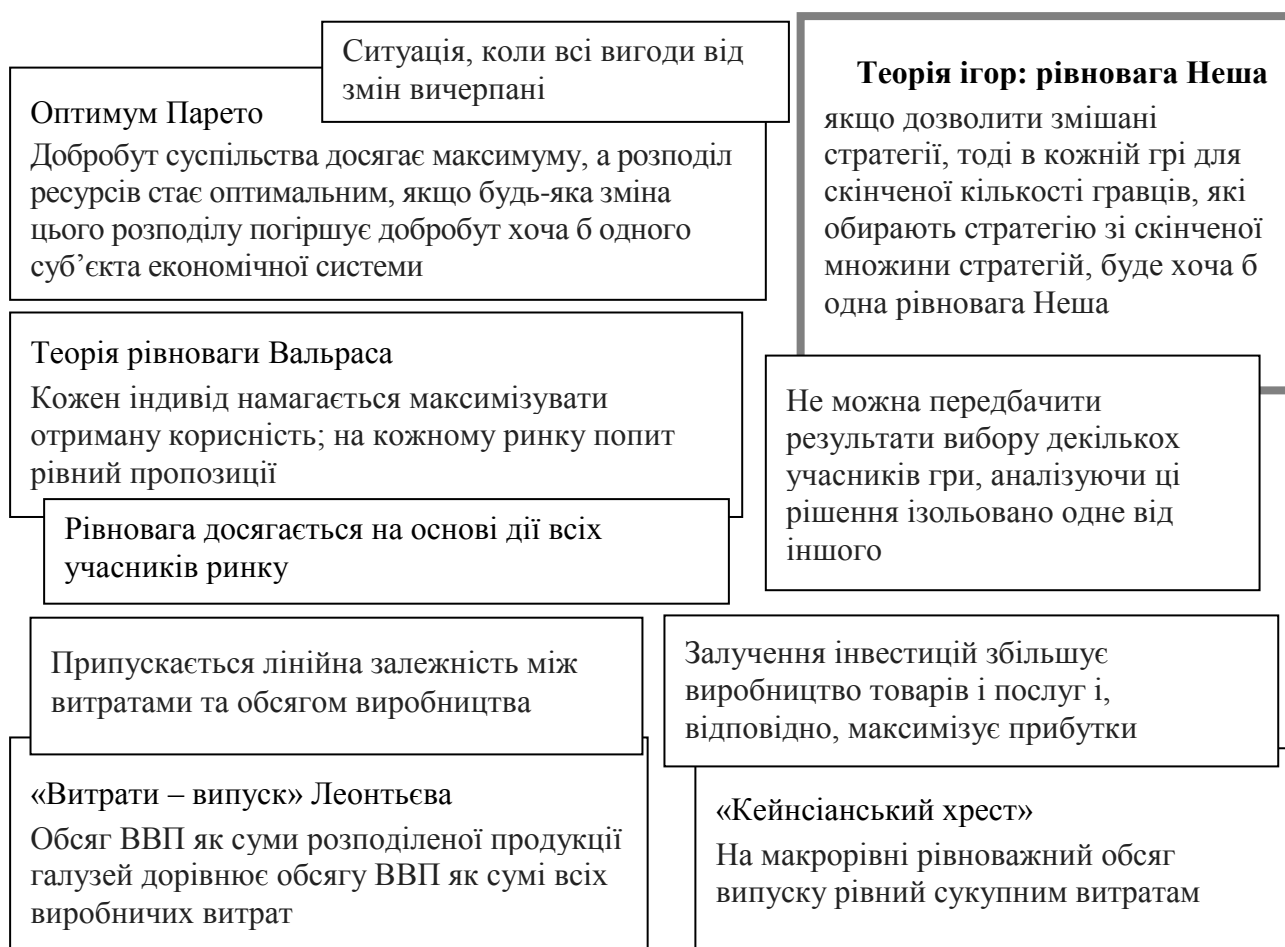 Ситуація, коли всі вигоди від
змін вичерпані
Оптимум Парето
Добробут суспільства досягає максимуму, а розподіл
ресурсів стає оптимальним, якщо будь-яка зміна
цього розподілу погіршує добробут хоча б одного
суб’єкта економічної системи
Теорія ігор: рівновага Неша
якщо дозволити змішані
стратегії, тоді в кожній грі для
скінченої кількості гравців, які
обирають стратегію зі скінченої
множини стратегій, буде хоча б
одна рівновага Неша
Теорія рівноваги Вальраса
Кожен індивід намагається максимізувати
отриману корисність; на кожному ринку попит
рівний пропозиції
Рівновага досягається на основі дії всіх
учасників ринку
Не можна передбачити
результати вибору декількох
учасників гри, аналізуючи ці
рішення ізольовано одне від
іншого
Припускається лінійна залежність між
витратами та обсягом виробництва
«Витрати – випуск» Леонтьєва
Обсяг ВВП як суми розподіленої продукції
галузей дорівнює обсягу ВВП як сумі всіх
виробничих витрат
Залучення інвестицій збільшує
виробництво товарів і послуг і,
відповідно, максимізує прибутки
«Кейнсіанський хрест»
На макрорівні рівноважний обсяг
випуску рівний сукупним витратам